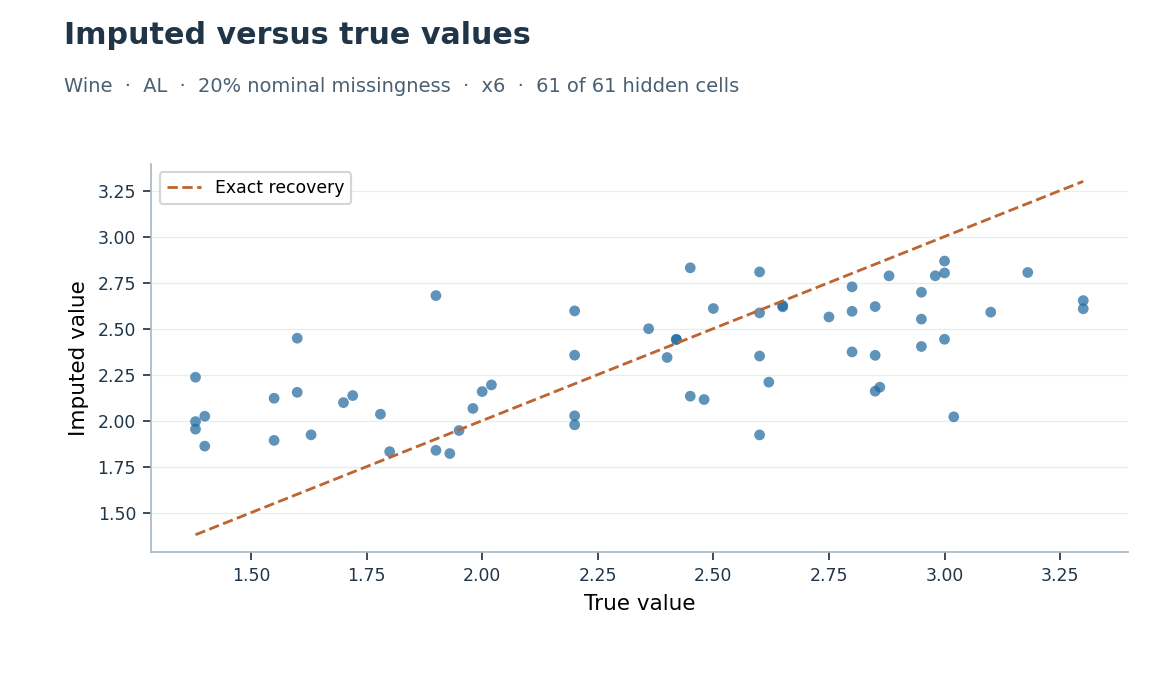 Imputed versus true values
Wine · AL · 20% nominal missingness · x6 · 61 of 61 hidden cells
Exact recovery
Imputed value
3.25
3.00
2.75
2.50
2.25
2.00
1.75
1.50
1.50 1.75 2.00 2.25 2.50 2.75 3.00 3.25
True value